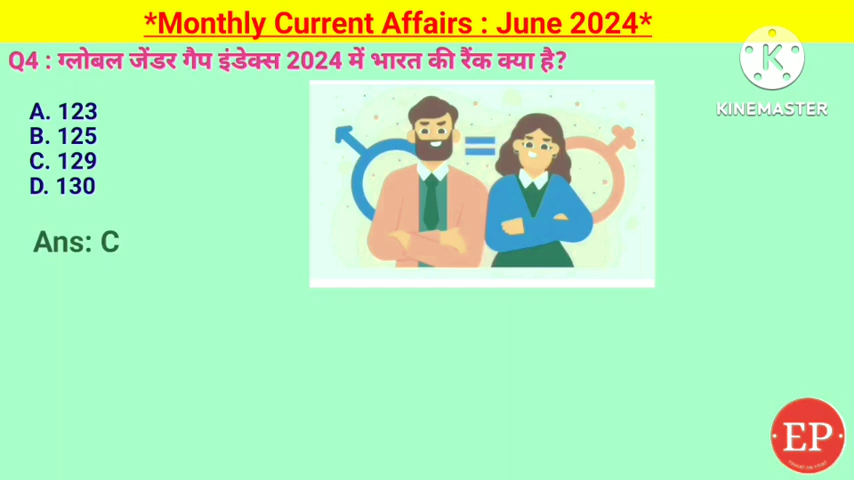 *Monthly Current Affairs : June 2024*
Q4 : ग्लोबल जेंडर गैप इंडेक्स 2024 में भारत की रैंक क्या है?
A. 123
B. 125
C. 129
D. 130
Ans: C
K
KINEMASTER
EP